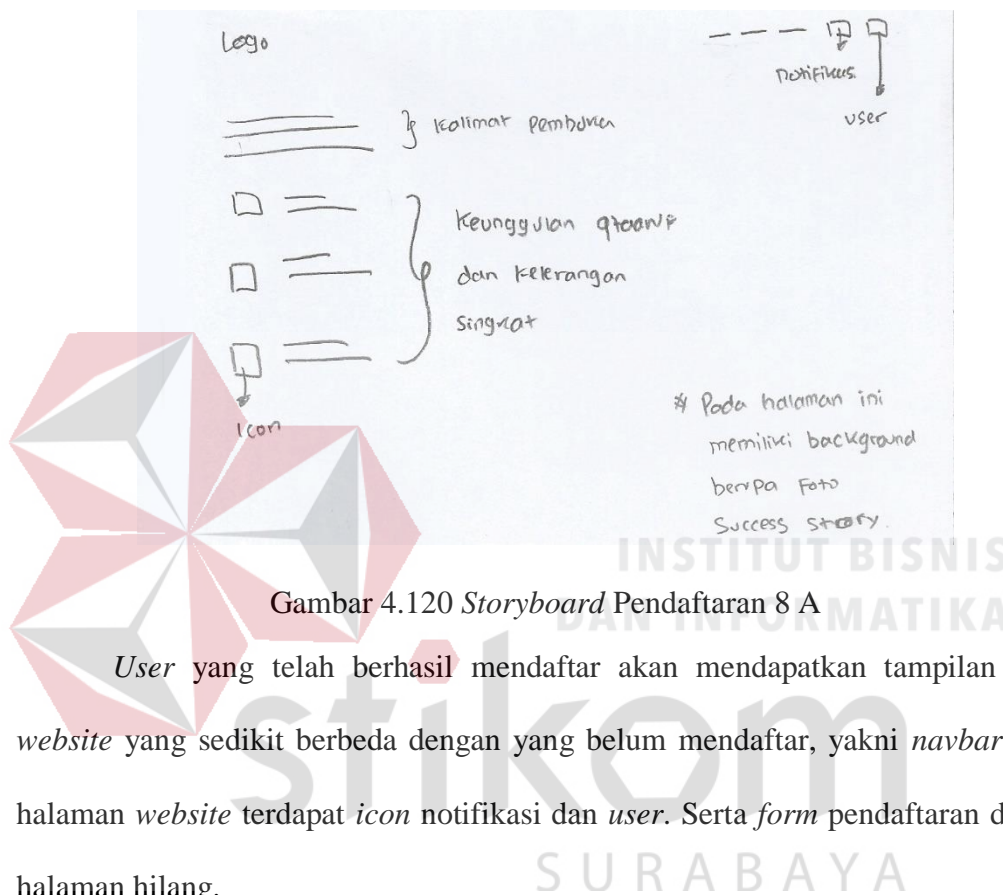 Logo
notifikasi
user
kalimat pembuka
Keunggulan
dan keterangan
singkat
Icon
* Pada halaman ini
memiliki background
berupa Foto
Success story
INSTITUT BISNIS
DAN INFORMATIKA
Gambar 4.120 Storyboard Pendaftaran 8 A
User yang telah berhasil mendaftar akan mendapatkan tampilan
website yang sedikit berbeda dengan yang belum mendaftar, yakni navbar
halaman website terdapat icon notifikasi dan user. Serta form pendaftaran d
halaman hilang.
stikom
SURABAYA